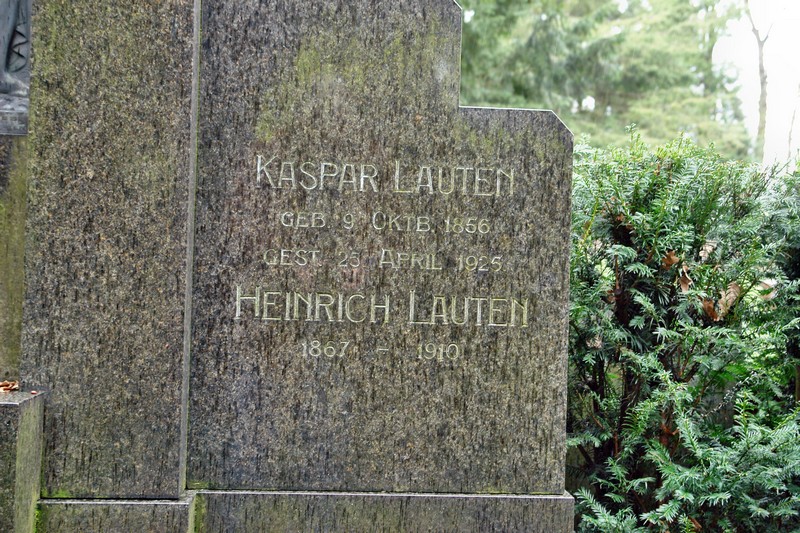 KASPAR LAUTEN
GEB 9. OKTB. 1856
GEST. 25. APRIL 1925
HEINRICH LAUTEN
1867 – 1910